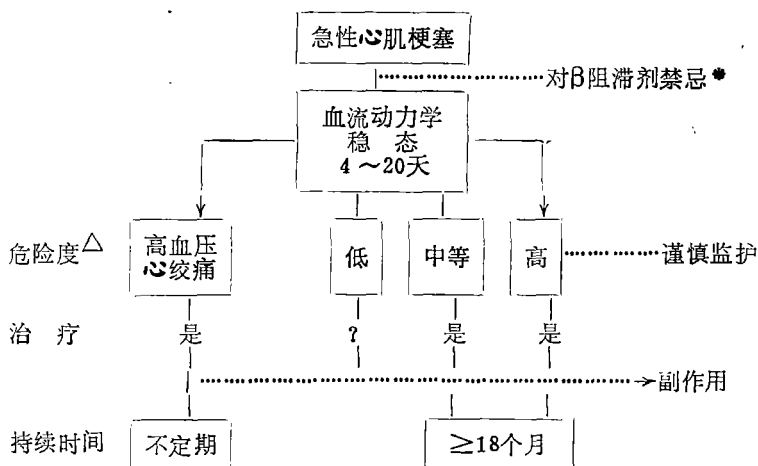 急性心肌梗塞
对β阻滞剂禁忌*
血流动力学
稳 态
4～20天
危险度△
高血压
心绞痛
低
中等
高
谨慎监护
治 疗
是
?
是
是
副作用
持续时间
不定期
≥18个月